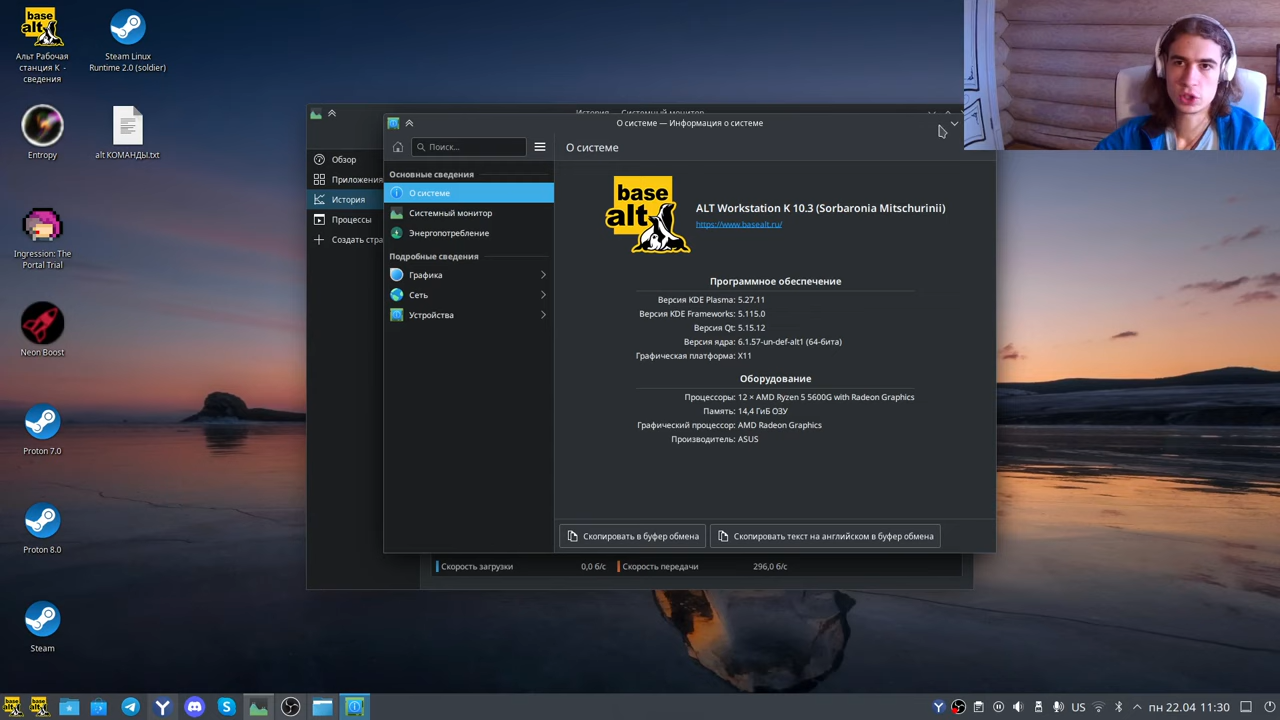 Альт Рабочая
станция К -
сведения
Steam Linux
Runtime 2.0 (soldier)
Entropy
alt КОМАНДЫ.txt
Ingression: The
Portal Trial
Neon Boost
Proton 7.0
Proton 8.0
Steam
История — Системный монитор
Обзор
Приложения
История
Процессы
Создать стра
О системе — Информация о системе
Поиск...
О системе
Основные сведения
О системе
Системный монитор
Энергопотребление
Подробные сведения
Графика
Сеть
Устройства
base
alt
ALT Workstation K 10.3 (Sorbaronia Mitschurinii)
https://www.basealt.ru/
Программное обеспечение
Версия KDE Plasma: 5.27.11
Версия KDE Frameworks: 5.115.0
Версия Qt: 5.15.12
Версия ядра: 6.1.57-un-def-alt1 (64-бита)
Графическая платформа: X11
Оборудование
Процессоры: 12 × AMD Ryzen 5 5600G with Radeon Graphics
Память: 14,4 ГиБ ОЗУ
Графический процессор: AMD Radeon Graphics
Производитель: ASUS
Скопировать в буфер обмена
Скопировать текст на английском в буфер обмена
Скорость загрузки 0,0 б/с
Скорость передачи 296,0 б/с
US
пн 22.04 11:30